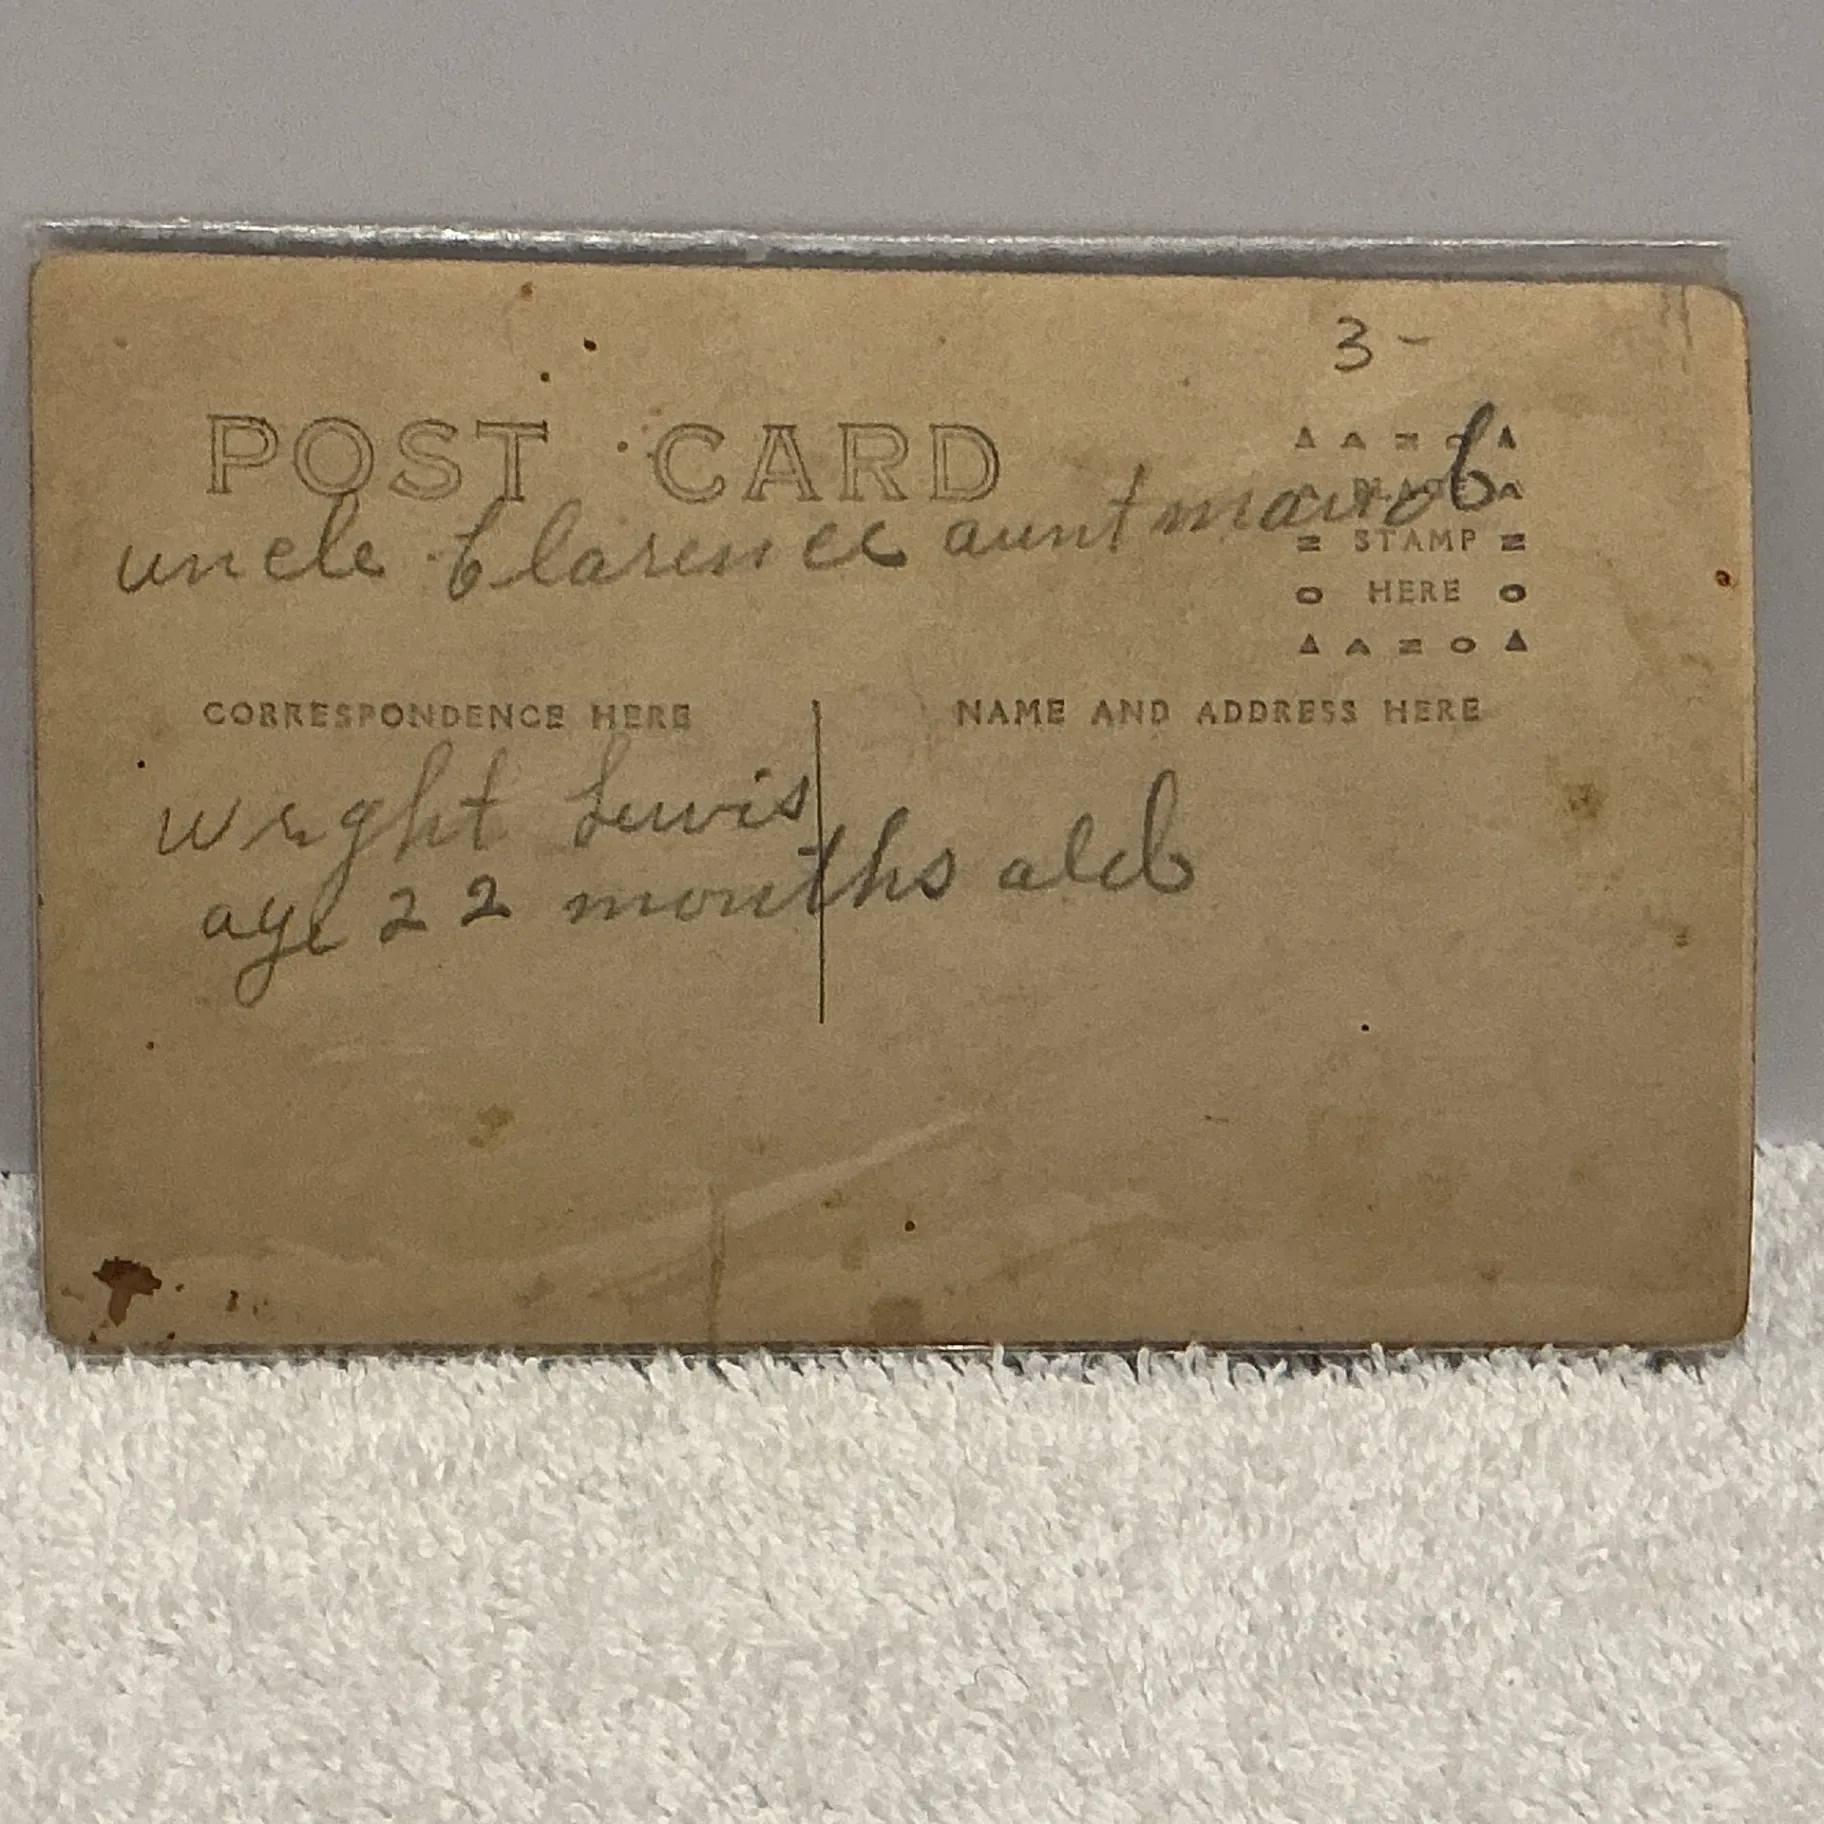 3-
POST CARD
▲ A Z O ▲
PLACE
uncle Clarence aunt
= STAMP =
O HERE O
▲ A Z O ▲
CORRESPONDENCE HERE NAME AND ADDRESS HERE
wright Lewis
age 22 months old